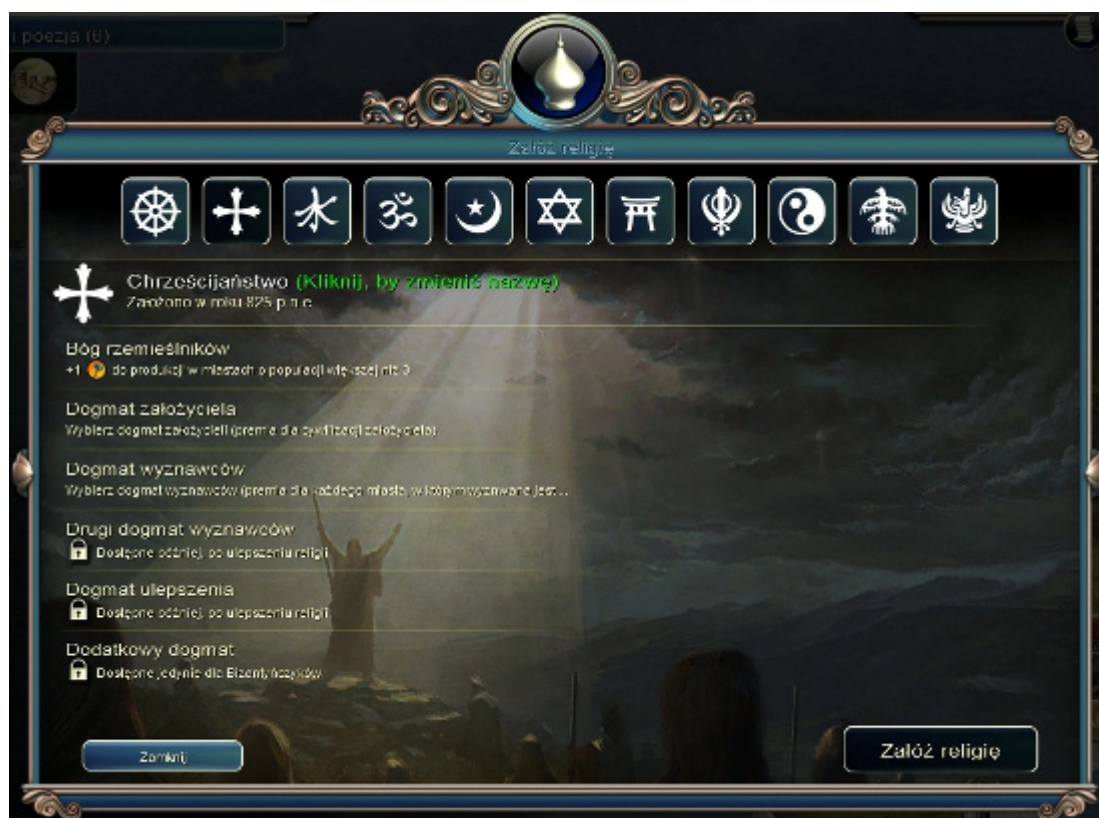 i poezja (6)
Załóż religię
Chrześcijaństwo (Kliknij, by zmienić nazwę)
Założono w roku 825 p.n.e.
Bóg rzemieślników
+1 do produkcji w miastach o populacji większej niż 3
Dogmat założyciela
Wybierz dogmat założycieli (premia dla cywilizacji założyciela)
Dogmat wyznawców
Wybierz dogmat wyznawców (premia dla każdego miasta, w którym wyznwana jest ...
Drugi dogmat wyznawców
Dostępne później, po ulepszeniu religii
Dogmat ulepszenia
Dostępne później, po ulepszeniu religii
Dodatkowy dogmat
Dostępne jedynie dla Bizantyńczyków
Zamknij
Załóż religię